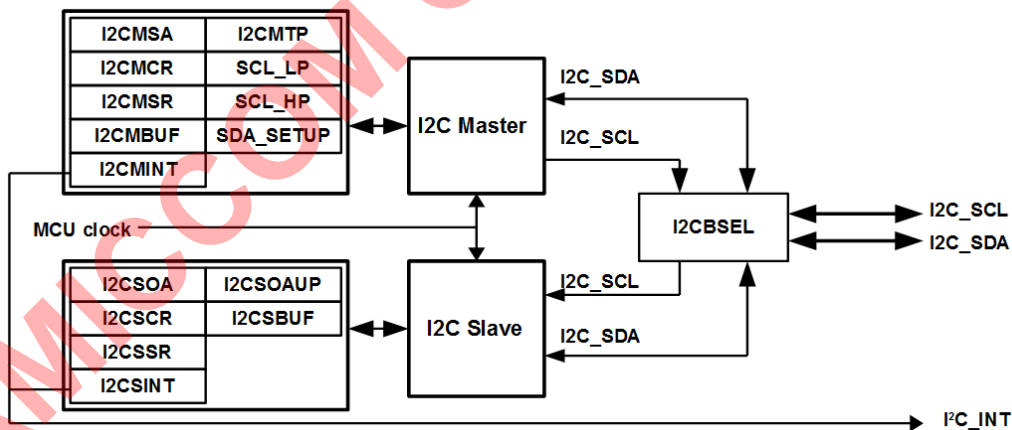 I2CMSA I2CMTP
I2CMCR SCL_LP
I2CMSR SCL_HP
I2CMBUF SDA_SETUP
I2CMINT
I2C Master
I2C_SDA
I2C_SCL
MCU clock
I2CBSEL
I2C_SCL
I2C_SDA
I2CSOA I2CSOAUP
I2CSCR I2CSBUF
I2CSSR
I2CSINT
I2C Slave
I2C_SCL
I2C_SDA
I²C_INT
AMICCOM